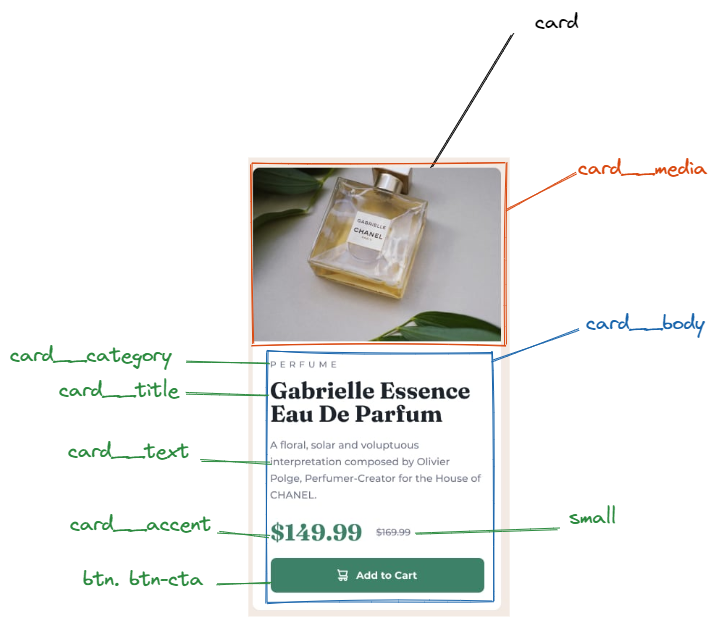 card
card__media
GABRIELLE
CHANEL
PARIS
card__body
card__category
PERFUME
card__title
Gabrielle Essence
Eau De Parfum
card__text
A floral, solar and voluptuous
interpretation composed by Olivier
Polge, Perfumer-Creator for the House of
CHANEL.
card__accent
$149.99
$169.99
small
btn. btn-cta
Add to Cart